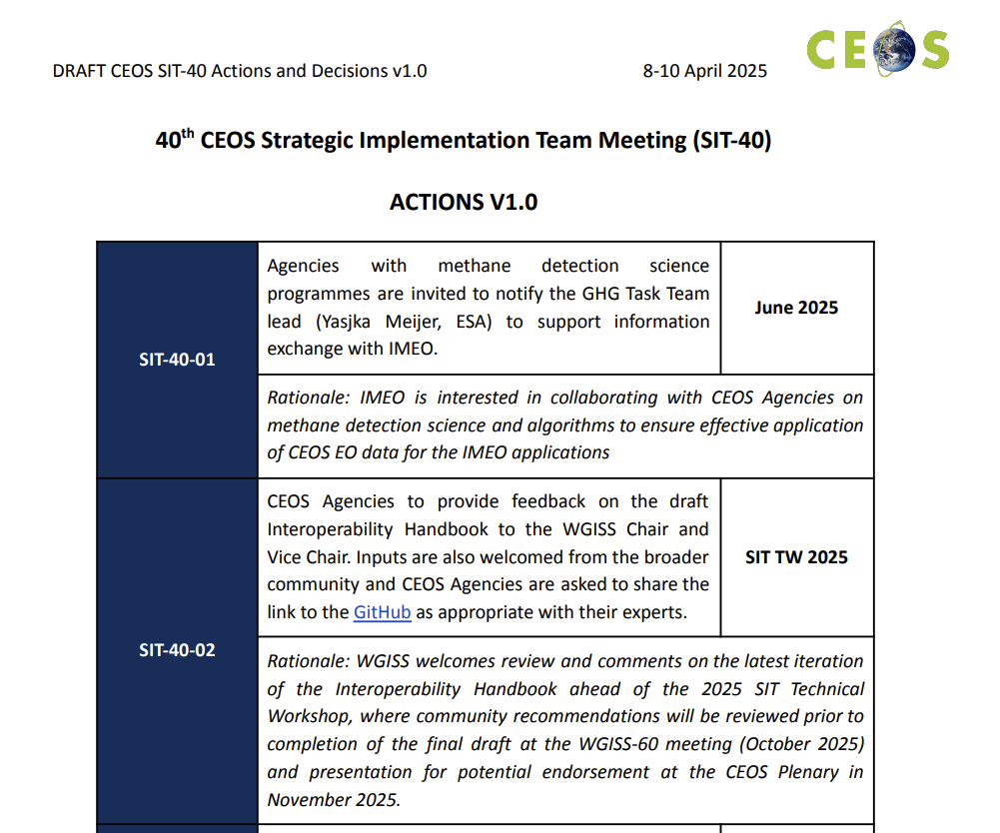 DRAFT CEOS SIT-40 Actions and Decisions v1.0
8-10 April 2025
CEOS
40th CEOS Strategic Implementation Team Meeting (SIT-40)
ACTIONS V1.0
SIT-40-01
Agencies with methane detection science
programmes are invited to notify the GHG Task Team
lead (Yasjka Meijer, ESA) to support information
exchange with IMEO.
June 2025
Rationale: IMEO is interested in collaborating with CEOS Agencies on
methane detection science and algorithms to ensure effective application
of CEOS EO data for the IMEO applications
SIT-40-02
CEOS Agencies to provide feedback on the draft
Interoperability Handbook to the WGISS Chair and
Vice Chair. Inputs are also welcomed from the broader
community and CEOS Agencies are asked to share the
link to the GitHub as appropriate with their experts.
SIT TW 2025
Rationale: WGISS welcomes review and comments on the latest iteration
of the Interoperability Handbook ahead of the 2025 SIT Technical
Workshop, where community recommendations will be reviewed prior to
completion of the final draft at the WGISS-60 meeting (October 2025)
and presentation for potential endorsement at the CEOS Plenary in
November 2025.